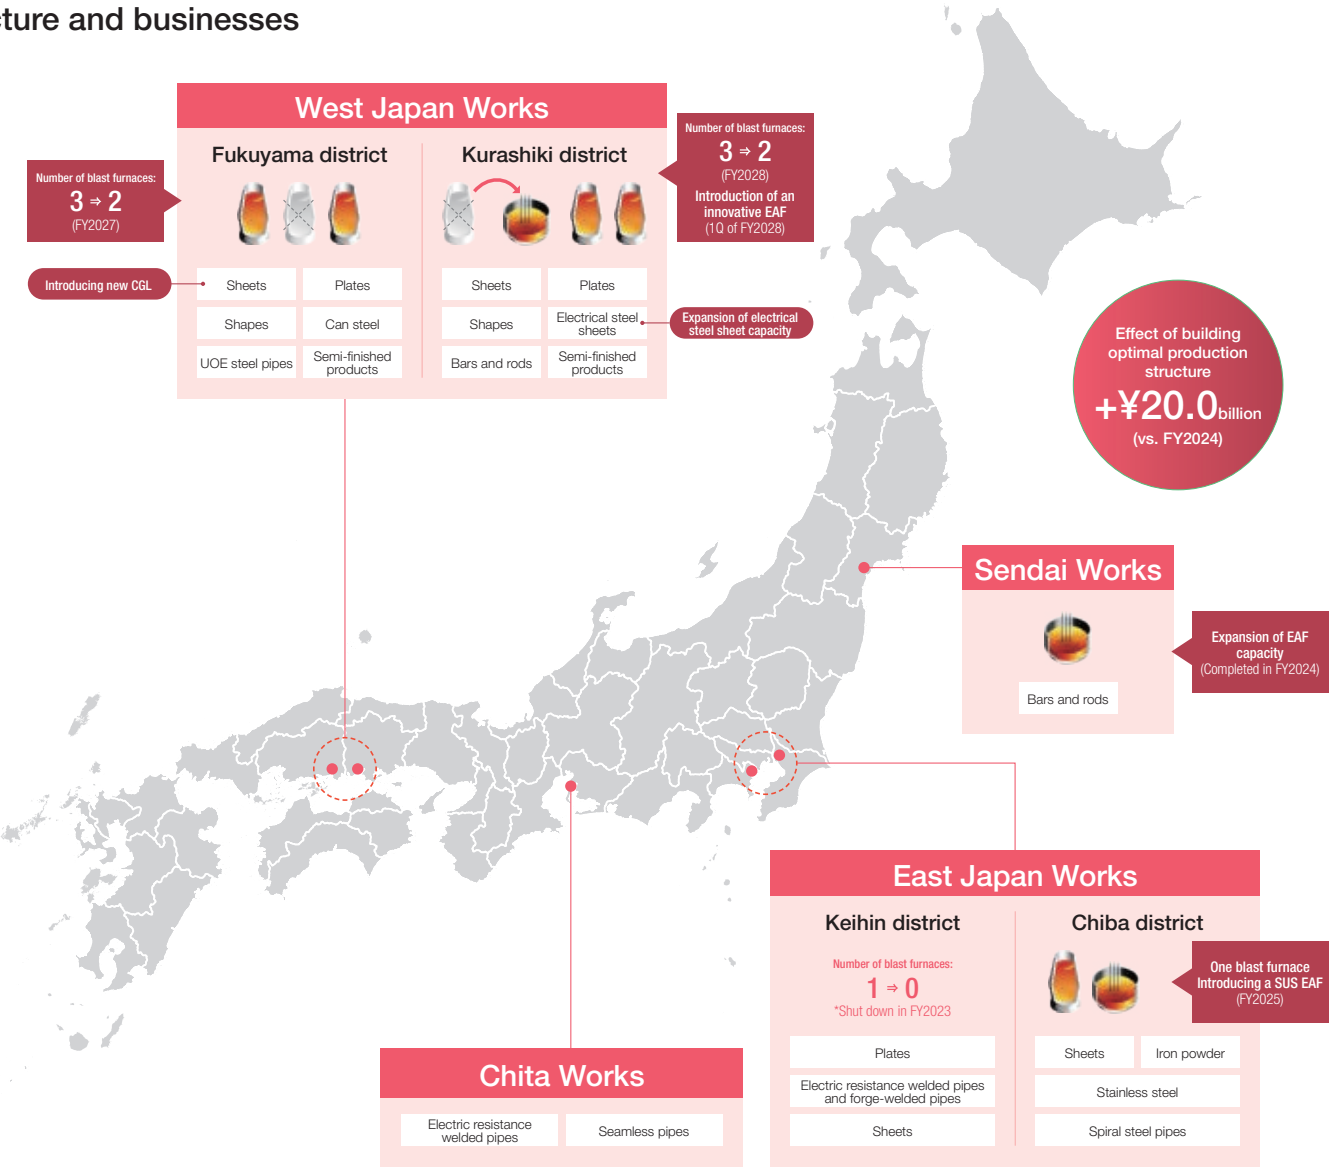 cture and businesses
West Japan Works
Fukuyama district
Kurashiki district
Number of blast furnaces:
3 ⇒ 2
(FY2027)
Number of blast furnaces:
3 ⇒ 2
(FY2028)
Introduction of an
innovative EAF
(1Q of FY2028)
Introducing new CGL
Sheets
Plates
Shapes
Can steel
UOE steel pipes
Semi-finished
products
Sheets
Plates
Shapes
Electrical steel
sheets
Bars and rods
Semi-finished
products
Expansion of electrical
steel sheet capacity
Effect of building
optimal production
structure
+¥20.0 billion
(vs. FY2024)
Sendai Works
Bars and rods
Expansion of EAF
capacity
(Completed in FY2024)
East Japan Works
Keihin district
Number of blast furnaces:
1 ⇒ 0
*Shut down in FY2023
Plates
Electric resistance welded pipes
and forge-welded pipes
Sheets
Chiba district
One blast furnace
Introducing a SUS EAF
(FY2025)
Sheets
Iron powder
Stainless steel
Spiral steel pipes
Chita Works
Electric resistance
welded pipes
Seamless pipes